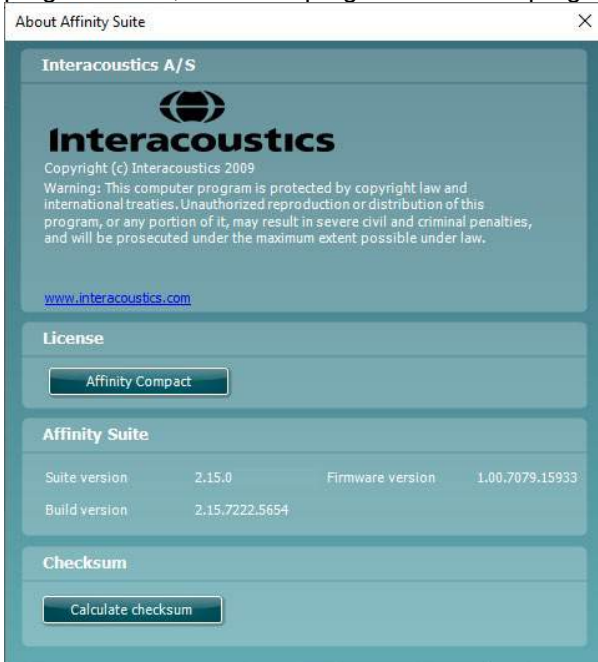 About Affinity Suite
Interacoustics A/S
Interacoustics
Copyright (c) Interacoustics 2009
Warning: This computer program is protected by copyright law and
international treaties. Unauthorized reproduction or distribution of this
program, or any portion of it, may result in severe civil and criminal penalties,
and will be prosecuted under the maximum extent possible under law.
www.interacoustics.com
License
Affinity Compact
Affinity Suite
Suite version 2.15.0 Firmware version 1.00.7079.15933
Build version 2.15.7222.5654
Checksum
Calculate checksum